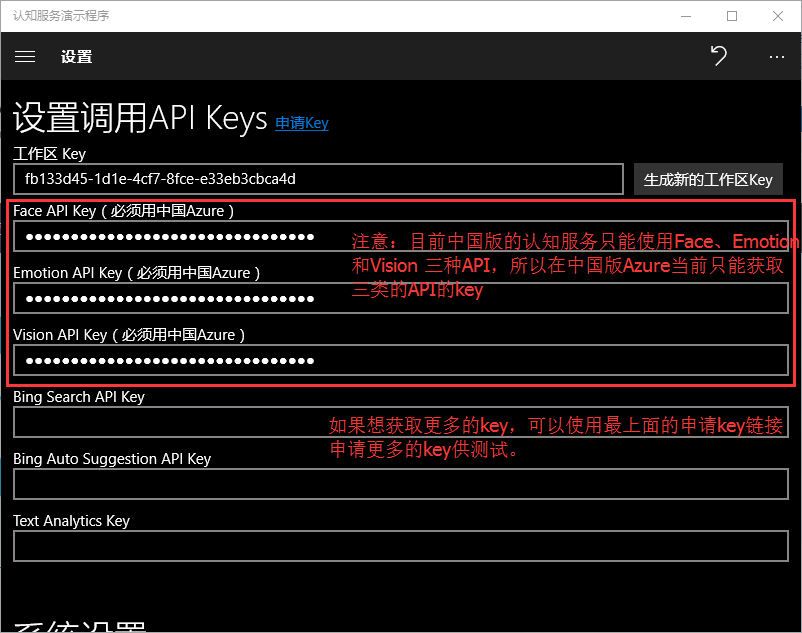 认知服务演示程序
设置
设置调用API Keys 申请Key
工作区 Key
fb133d45-1d1e-4cf7-8fce-e33eb3cbca4d
生成新的工作区Key
Face API Key ( 必须用中国Azure )
注意：目前中国版的认知服务只能使用Face、Emotion
和Vision 三种API，所以在中国版Azure当前只能获取
三类的API的key
Emotion API Key ( 必须用中国Azure )
Vision API Key ( 必须用中国Azure )
Bing Search API Key
如果想获取更多的key，可以使用最上面的申请key链接
申请更多的key供测试。
Bing Auto Suggestion API Key
Text Analytics Key
系统设置